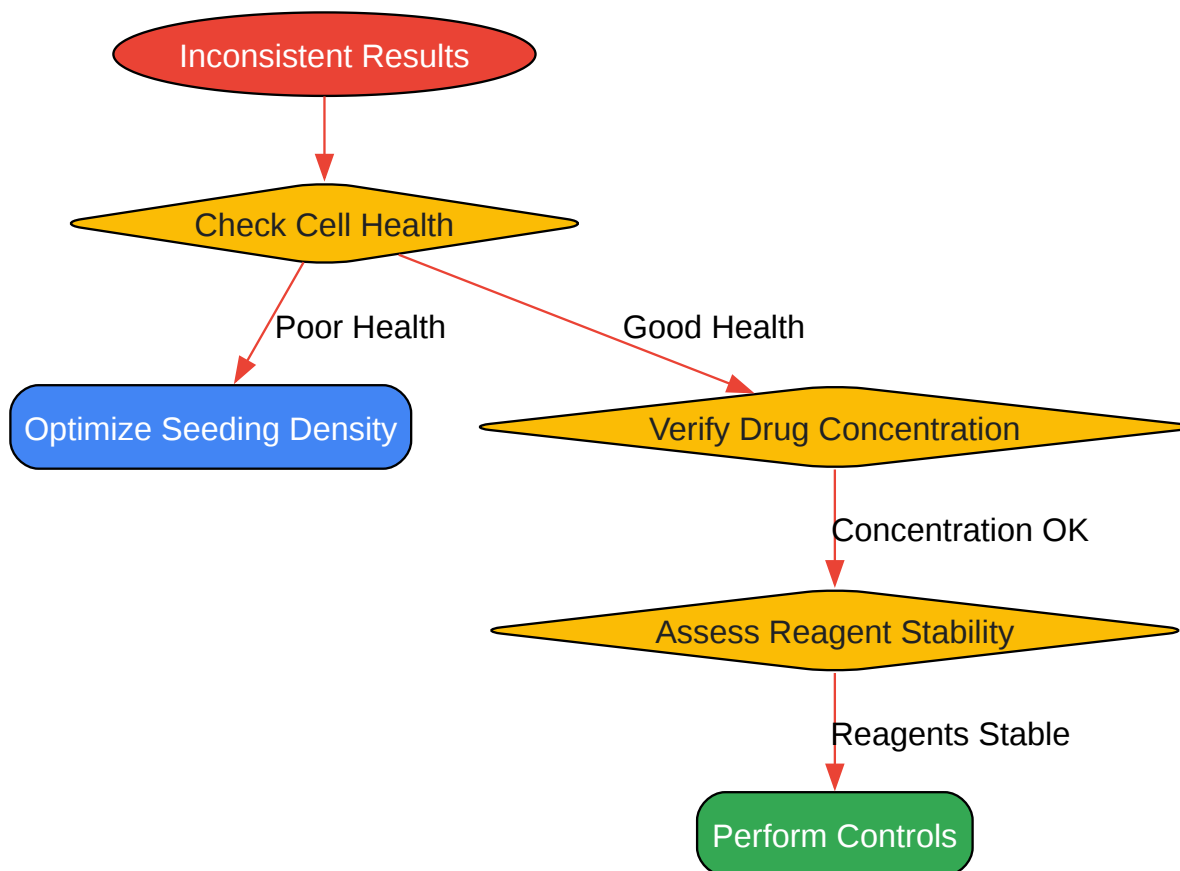 Inconsistent Results
Check Cell Health
Poor Health
Good Health
Optimize Seeding Density
Verify Drug Concentration
Concentration OK
Assess Reagent Stability
Reagents Stable
Perform Controls